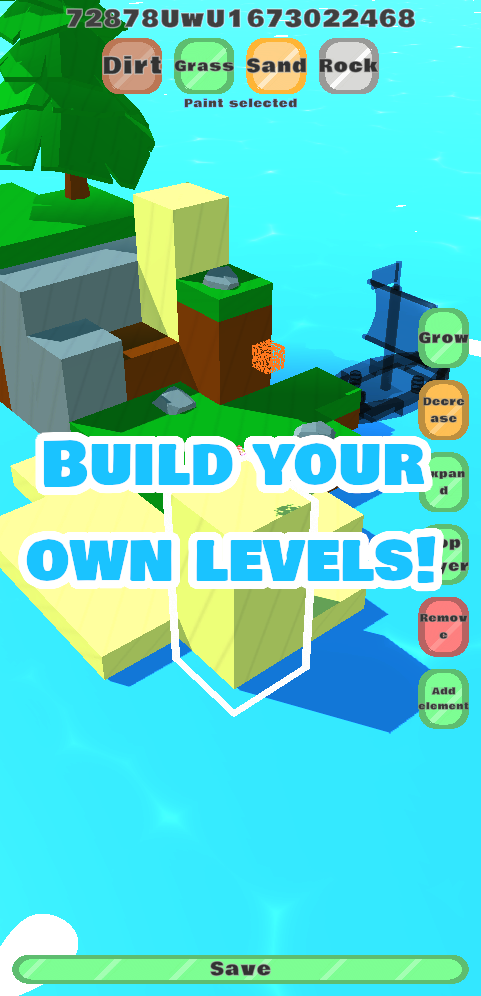 72878UwU1673022468
Dirt Grass Sand Rock
Paint selected
Grow
Decre
ase
BUILD YOUR
OWN LEVELS!
Remov
e
Add
element
Save